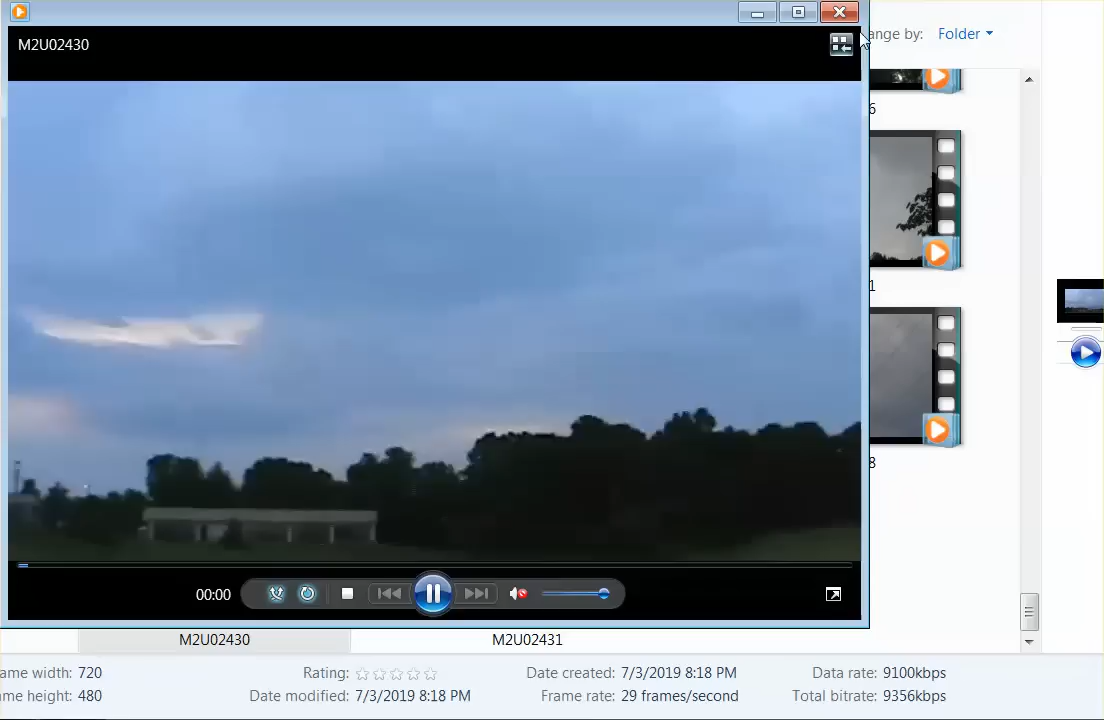 M2U02430
ange by: Folder
6
1
8
00:00
M2U02430 M2U02431
ame width: 720 Rating: Date created: 7/3/2019 8:18 PM Data rate: 9100kbps
me height: 480 Date modified: 7/3/2019 8:18 PM Frame rate: 29 frames/second Total bitrate: 9356kbps